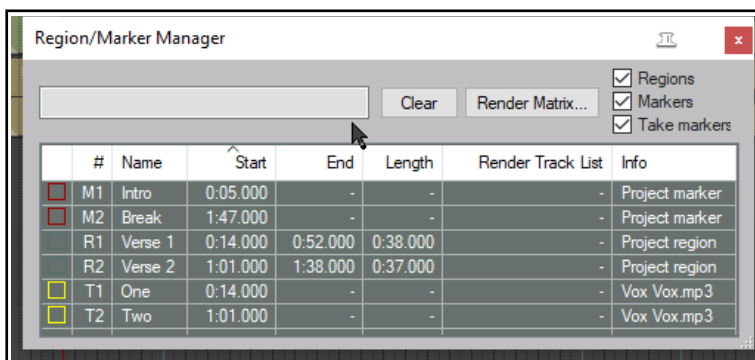 Region/Marker Manager
x
Regions
Clear Render Matrix... Markers
Take markers
# Name Start End Length Render Track List Info
M1 Intro 0:05.000 - - - Project marker
M2 Break 1:47.000 - - - Project marker
R1 Verse 1 0:14.000 0:52.000 0:38.000 - Project region
R2 Verse 2 1:01.000 1:38.000 0:37.000 - Project region
T1 One 0:14.000 - - - Vox Vox.mp3
T2 Two 1:01.000 - - - Vox Vox.mp3